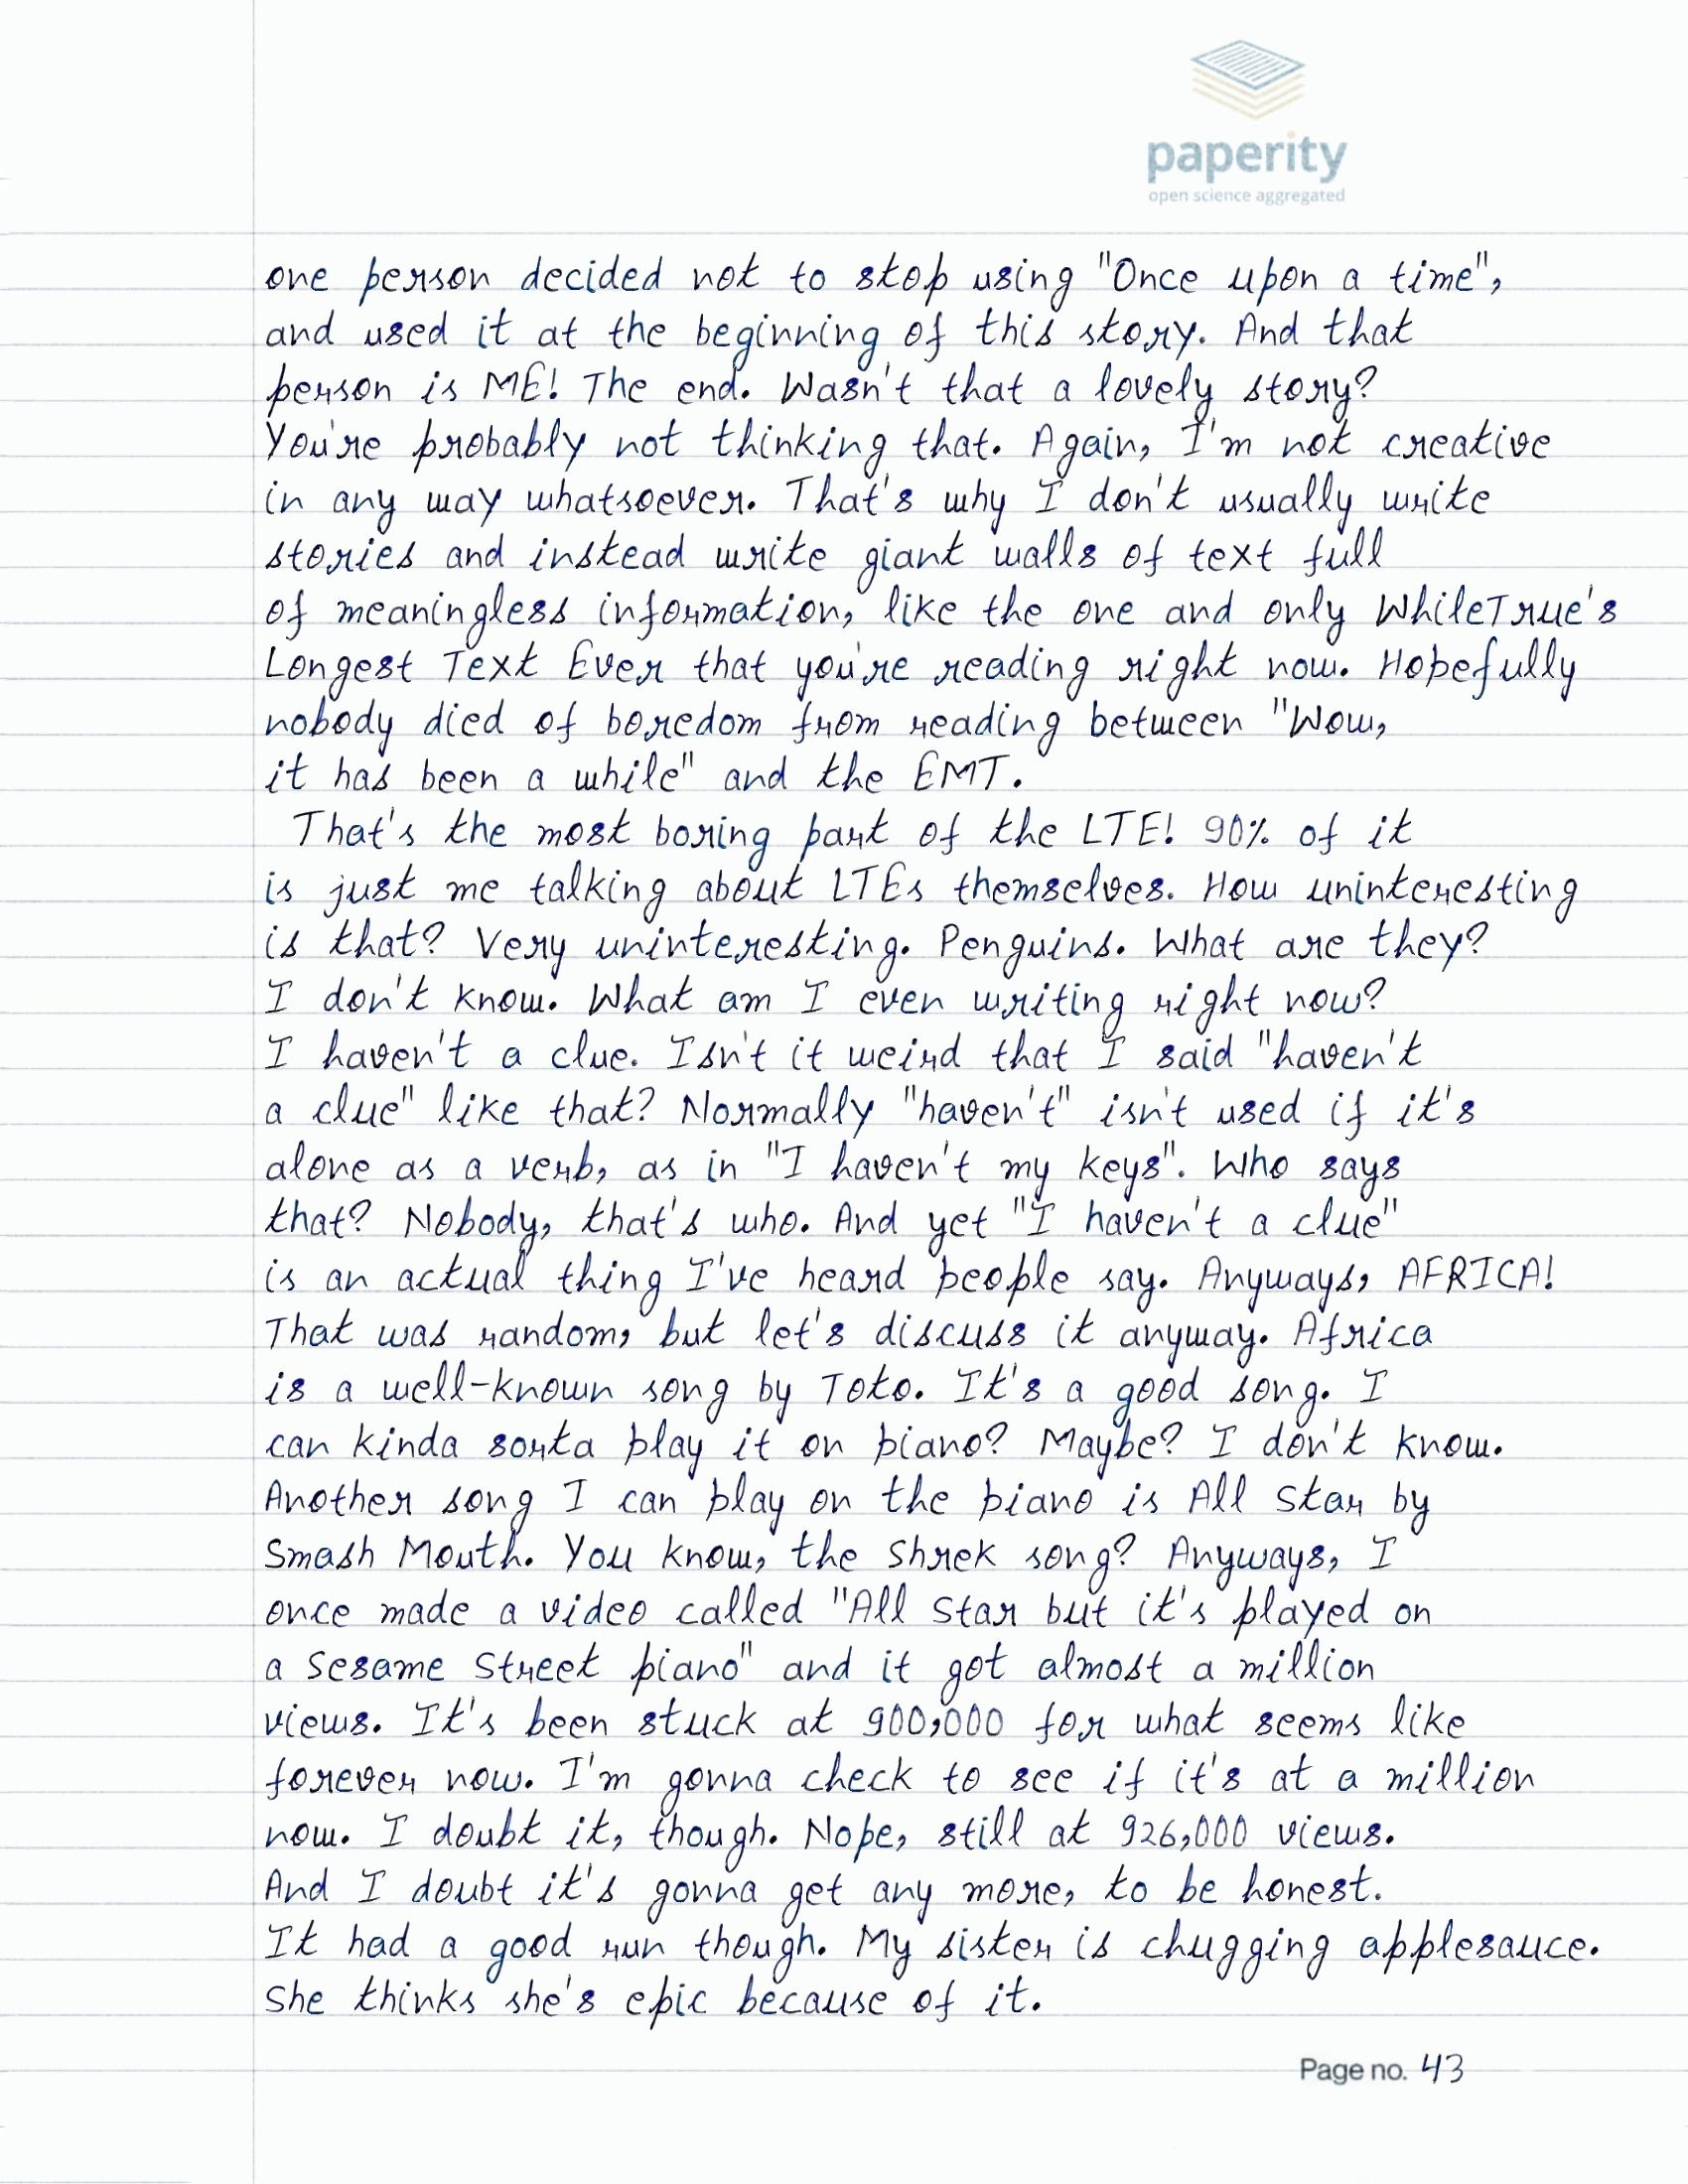 paperity
open science aggregated
one person decided not to stop using "Once upon a time",
and used it at the beginning of this story. And that
person is ME! The end. Wasn't that a lovely story?
You're probably not thinking that. Again, I'm not creative
in any way whatsoever. That's why I don't usually write
stories and instead write giant walls of text full
of meaningless information, like the one and only WhileTrue's
Longest Text Ever that you're reading right now. Hopefully
nobody died of boredom from reading between "Wow,
it has been a while" and the EMT.
That's the most boring part of the LTE! 90% of it
is just me talking about LTEs themselves. How uninteresting
is that? Very uninteresting. Penguins. What are they?
I don't know. What am I even writing right now?
I haven't a clue. Isn't it weird that I said "haven't
a clue" like that? Normally "haven't" isn't used if it's
alone as a verb, as in "I haven't my keys". Who says
that? Nobody, that's who. And yet "I haven't a clue"
is an actual thing I've heard people say. Anyways, AFRICA!
That was random, but let's discuss it anyway. Africa
is a well-known song by Toto. It's a good song. I
can kinda sorta play it on piano? Maybe? I don't know.
Another song I can play on the piano is All Star by
Smash Mouth. You know, the Shrek song? Anyways, I
once made a video called "All Star but it's played on
a Sesame Street piano" and it got almost a million
views. It's been stuck at 900,000 for what seems like
forever now. I'm gonna check to see if it's at a million
now. I doubt it, though. Nope, still at 926,000 views.
And I doubt it's gonna get any more, to be honest.
It had a good run though. My sister is chugging applesauce.
She thinks she's epic because of it.
Page no. 43